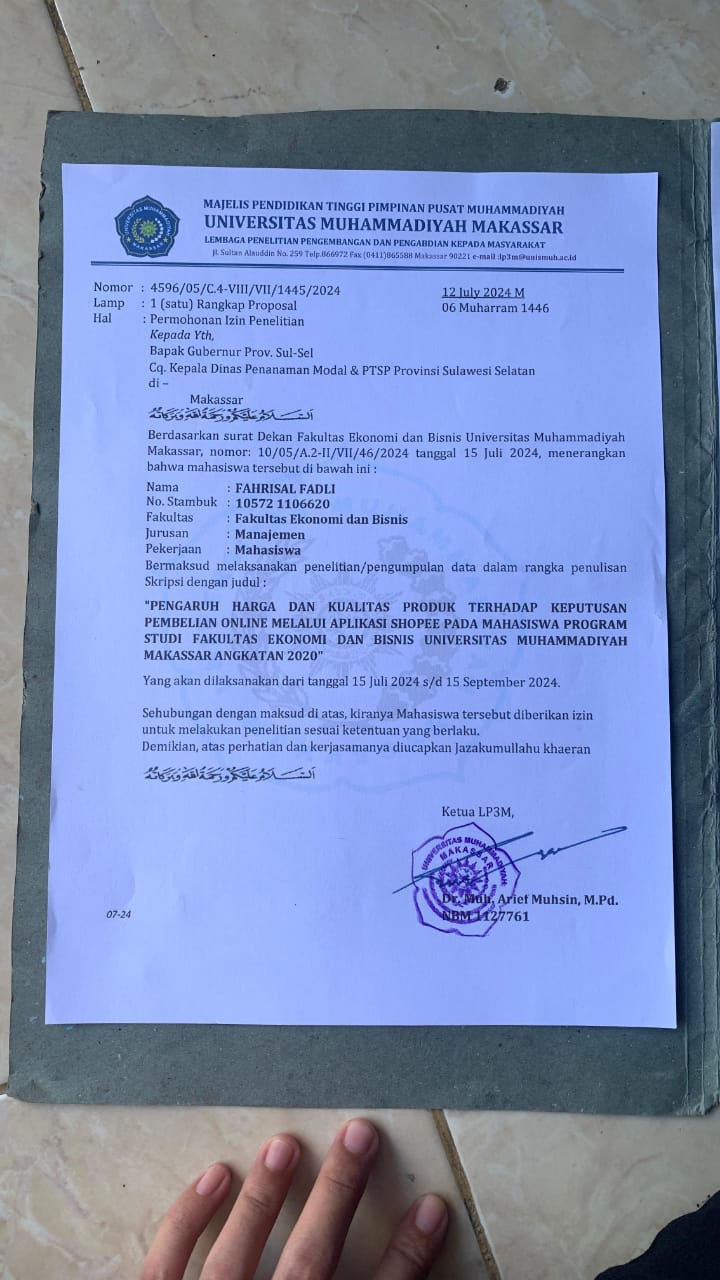 MAJELIS PENDIDIKAN TINGGI PIMPINAN PUSAT MUHAMMADIYAH
UNIVERSITAS MUHAMMADIYAH MAKASSAR
LEMBAGA PENELITIAN PENGEMBANGAN DAN PENGABDIAN KEPADA MASYARAKAT
jl. Sultan Alauddin No. 259 Telp.866972 Fax (0411)865588 Makassar 90221 e-mail :lp3m@unismuh.ac.id
Nomor : 4596/05/C.4-VIII/VII/1445/2024 12 July 2024 M
Lamp : 1 (satu) Rangkap Proposal 06 Muharram 1446
Hal : Permohonan Izin Penelitian
Kepada Yth,
Bapak Gubernur Prov. Sul-Sel
Cq. Kepala Dinas Penanaman Modal & PTSP Provinsi Sulawesi Selatan
di –
Makassar
السلام عليكم ورحمة الله وبركاته
Berdasarkan surat Dekan Fakultas Ekonomi dan Bisnis Universitas Muhammadiyah
Makassar, nomor: 10/05/A.2-II/VII/46/2024 tanggal 15 Juli 2024, menerangkan
bahwa mahasiswa tersebut di bawah ini :
Nama : FAHRISAL FADLI
No. Stambuk : 10572 1106620
Fakultas : Fakultas Ekonomi dan Bisnis
Jurusan : Manajemen
Pekerjaan : Mahasiswa
Bermaksud melaksanakan penelitian/pengumpulan data dalam rangka penulisan
Skripsi dengan judul :
"PENGARUH HARGA DAN KUALITAS PRODUK TERHADAP KEPUTUSAN
PEMBELIAN ONLINE MELALUI APLIKASI SHOPEE PADA MAHASISWA PROGRAM
STUDI FAKULTAS EKONOMI DAN BISNIS UNIVERSITAS MUHAMMADIYAH
MAKASSAR ANGKATAN 2020"
Yang akan dilaksanakan dari tanggal 15 Juli 2024 s/d 15 September 2024.
Sehubungan dengan maksud di atas, kiranya Mahasiswa tersebut diberikan izin
untuk melakukan penelitian sesuai ketentuan yang berlaku.
Demikian, atas perhatian dan kerjasamanya diucapkan Jazakumullahu khaeran
السلام عليكم ورحمة الله وبركاته
Ketua LP3M,
UNIVERSITAS MUHAMMADIYAH
MAKASSAR
Dr. Muh. Arief Muhsin, M.Pd.
NBM 1127761
07-24